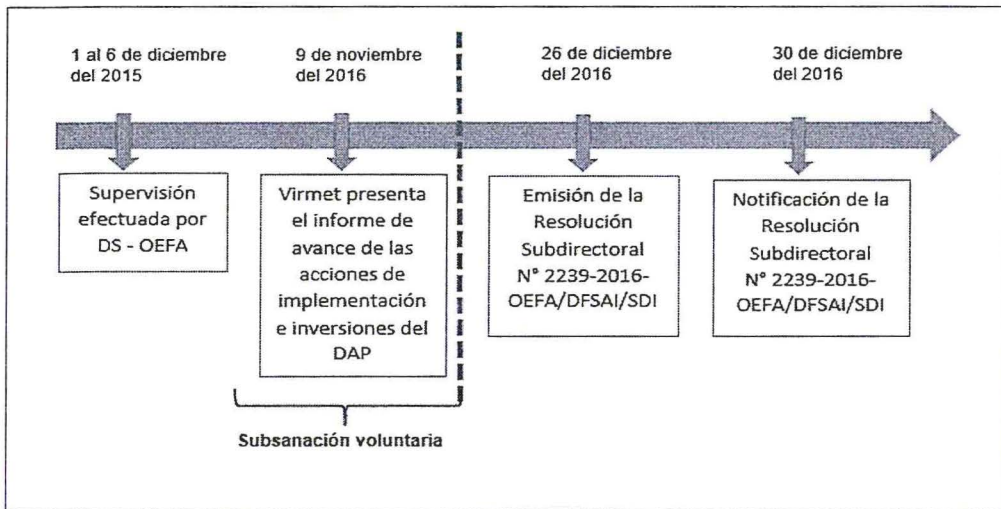 1 al 6 de diciembre
del 2015
9 de noviembre
del 2016
26 de diciembre
del 2016
30 de diciembre
de 2016
Supervisión
efectuada por
DS - OEFA
Virmet presenta
el informe de
avance de las
acciones de
implementación
e inversiones del
DAP
Emisión de la
Resolución
Subdirectoral
N° 2239-2016-
OEFA/DFSAI/SDI
Notificación de la
Resolución
Subdirectoral
N° 2239-2016-
OEFA/DFSAI/SDI
Subsanación voluntaria